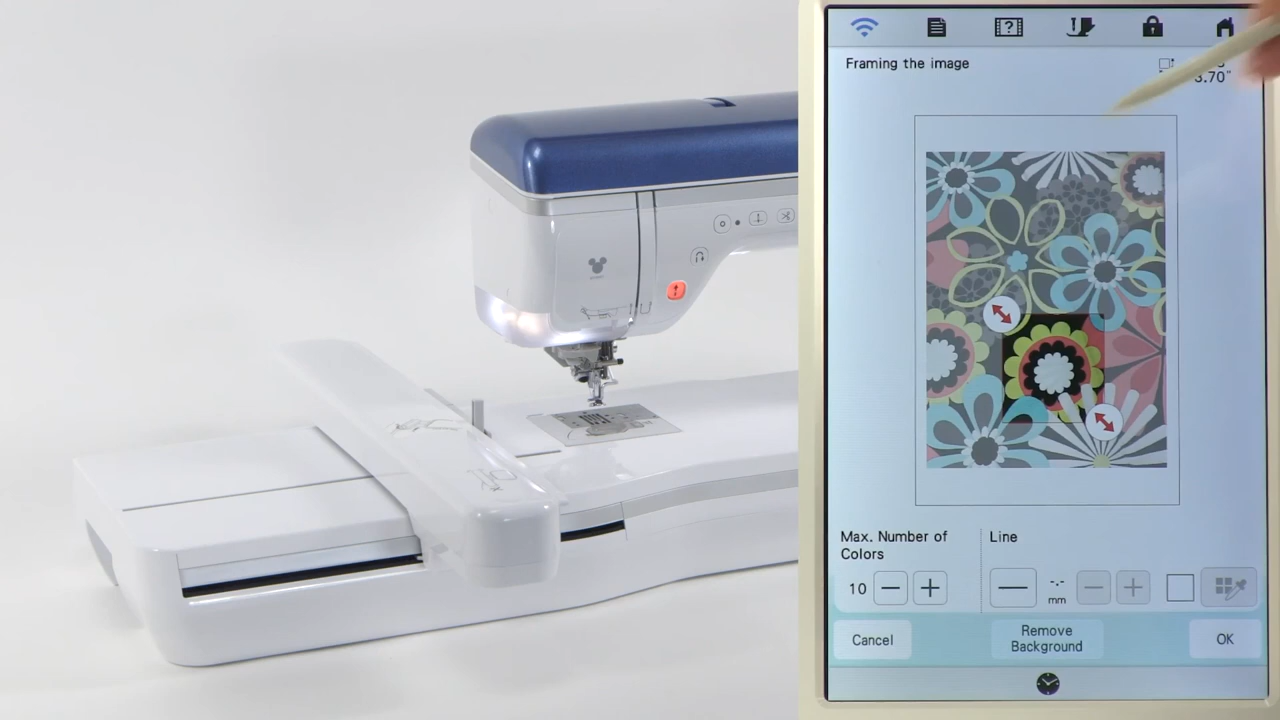 Framing the image
3.70"
Max. Number of
Colors
Line
10
mm
Cancel
Remove
Background
OK